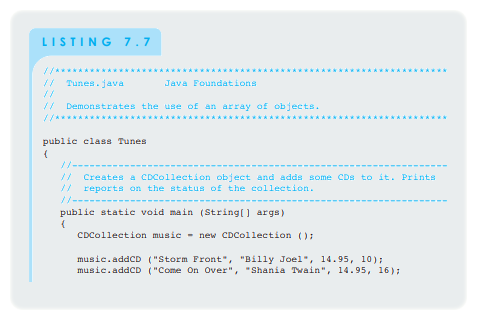 LISTING 7.7
//********************************************************************
//  Tunes.java       Java Foundations
//
//  Demonstrates the use of an array of objects.
//********************************************************************
public class Tunes
{
   //-----------------------------------------------------------------
   //  Creates a CDCollection object and adds some CDs to it. Prints
   //  reports on the status of the collection.
   //-----------------------------------------------------------------
   public static void main (String[] args)
   {
      CDCollection music = new CDCollection ();
      music.addCD ("Storm Front", "Billy Joel", 14.95, 10);
      music.addCD ("Come On Over", "Shania Twain", 14.95, 16);